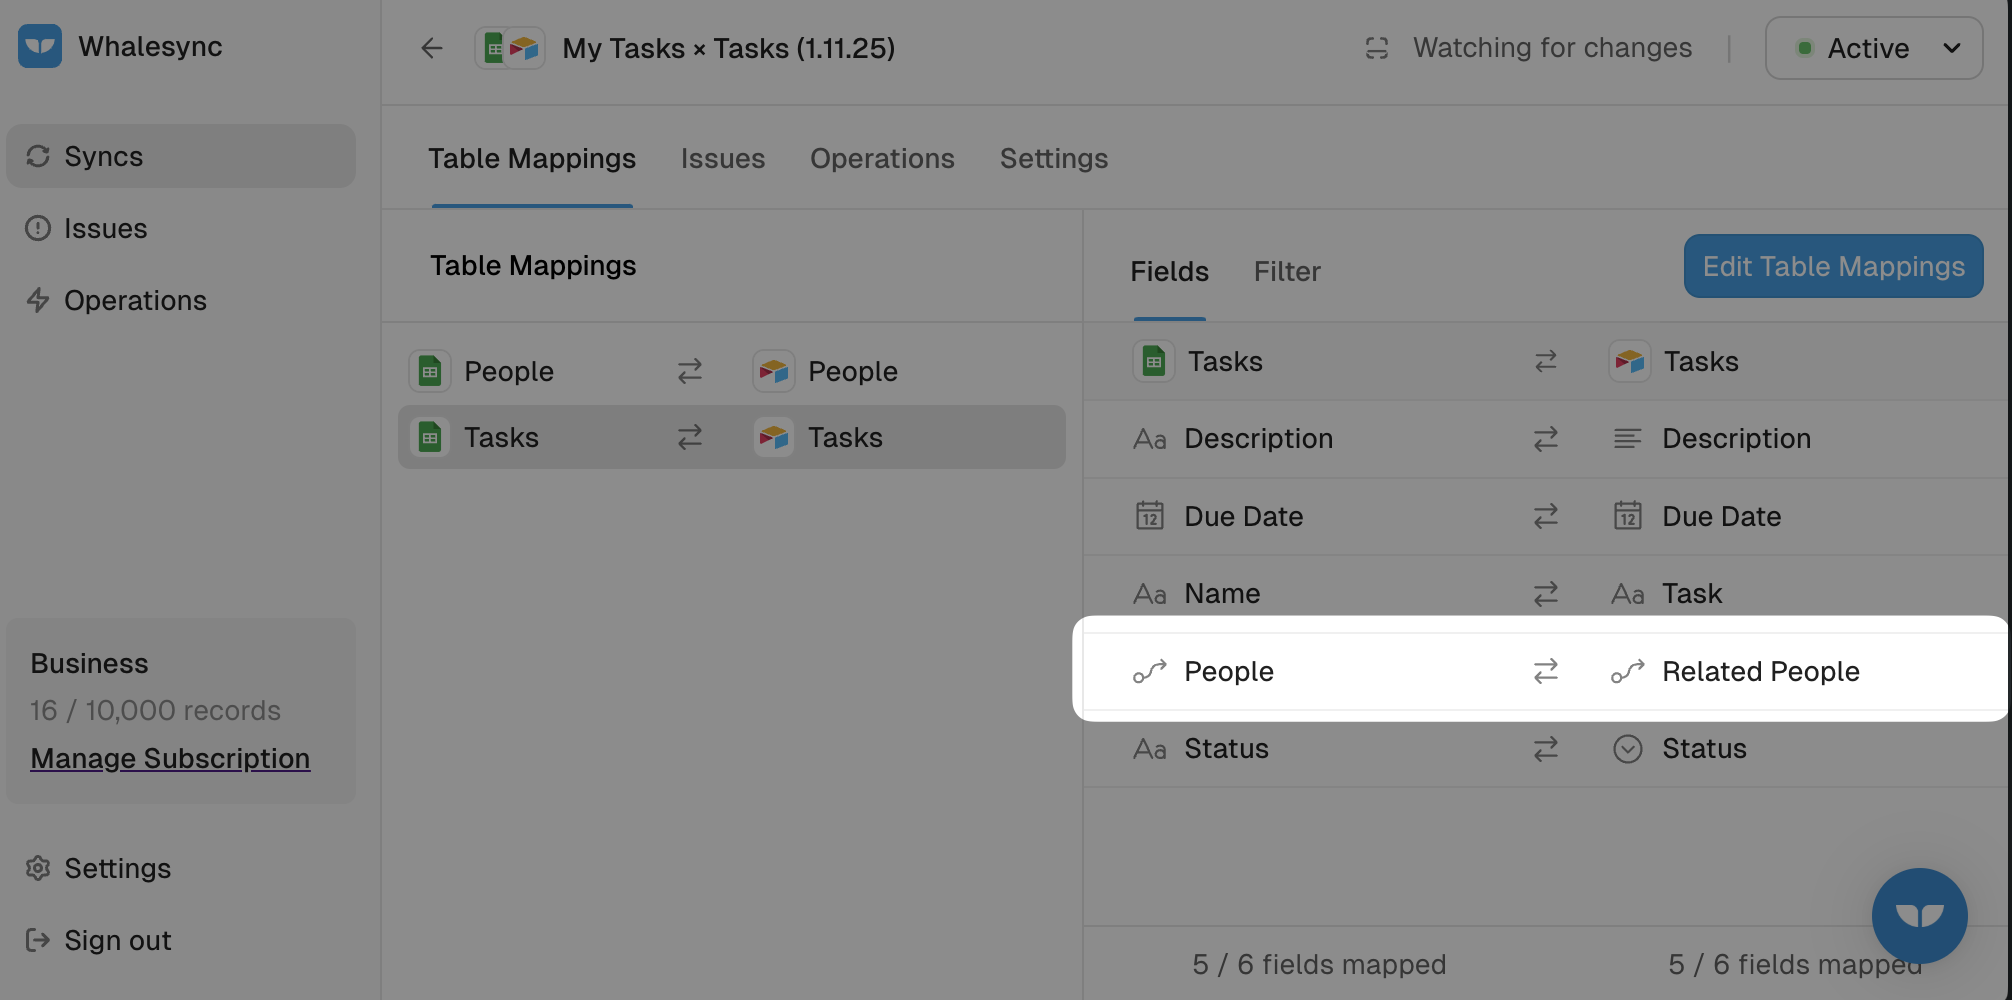 Whalesync
My Tasks × Tasks (1.11.25)
Watching for changes
Active
Syncs
Issues
Operations
Table Mappings
Issues
Operations
Settings
Table Mappings
Fields
Filter
Edit Table Mappings
People
People
Tasks
Tasks
Tasks
Tasks
Aa Description
Description
12 Due Date
12 Due Date
Aa Name
Aa Task
People
Related People
Aa Status
Status
5 / 6 fields mapped
5 / 6 fields mapped
Business
16 / 10,000 records
Manage Subscription
Settings
Sign out